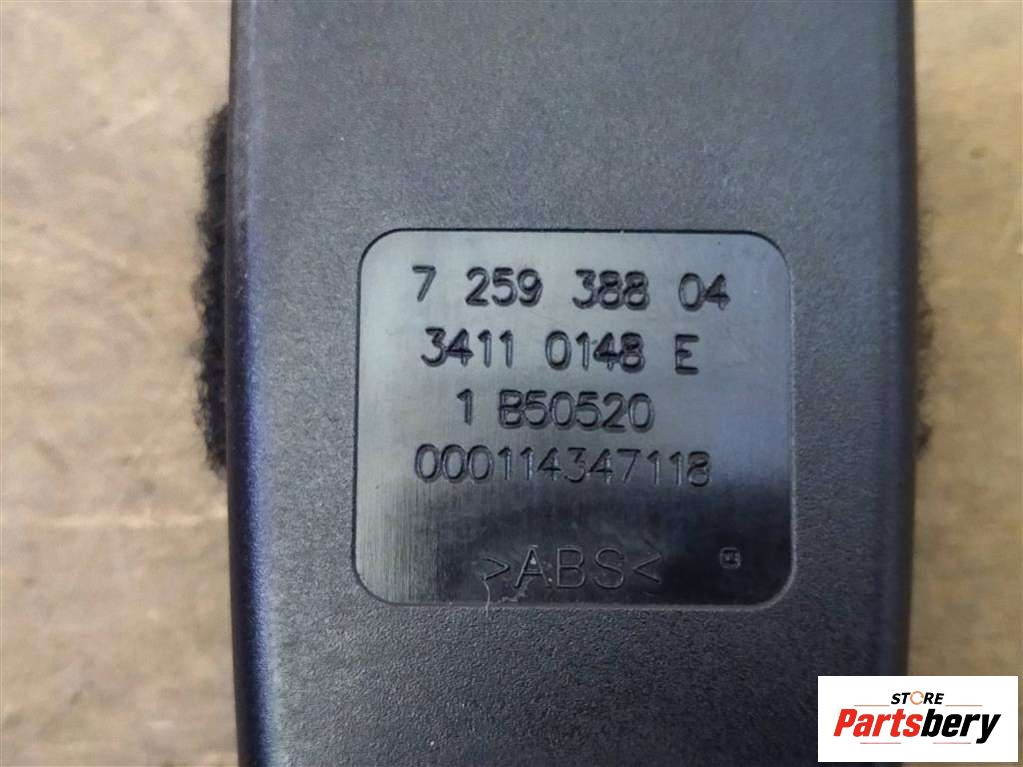 7 259 388 04
3411 0148 E
1 B50520
000114347118
>ABS<
STORE
Partsbery